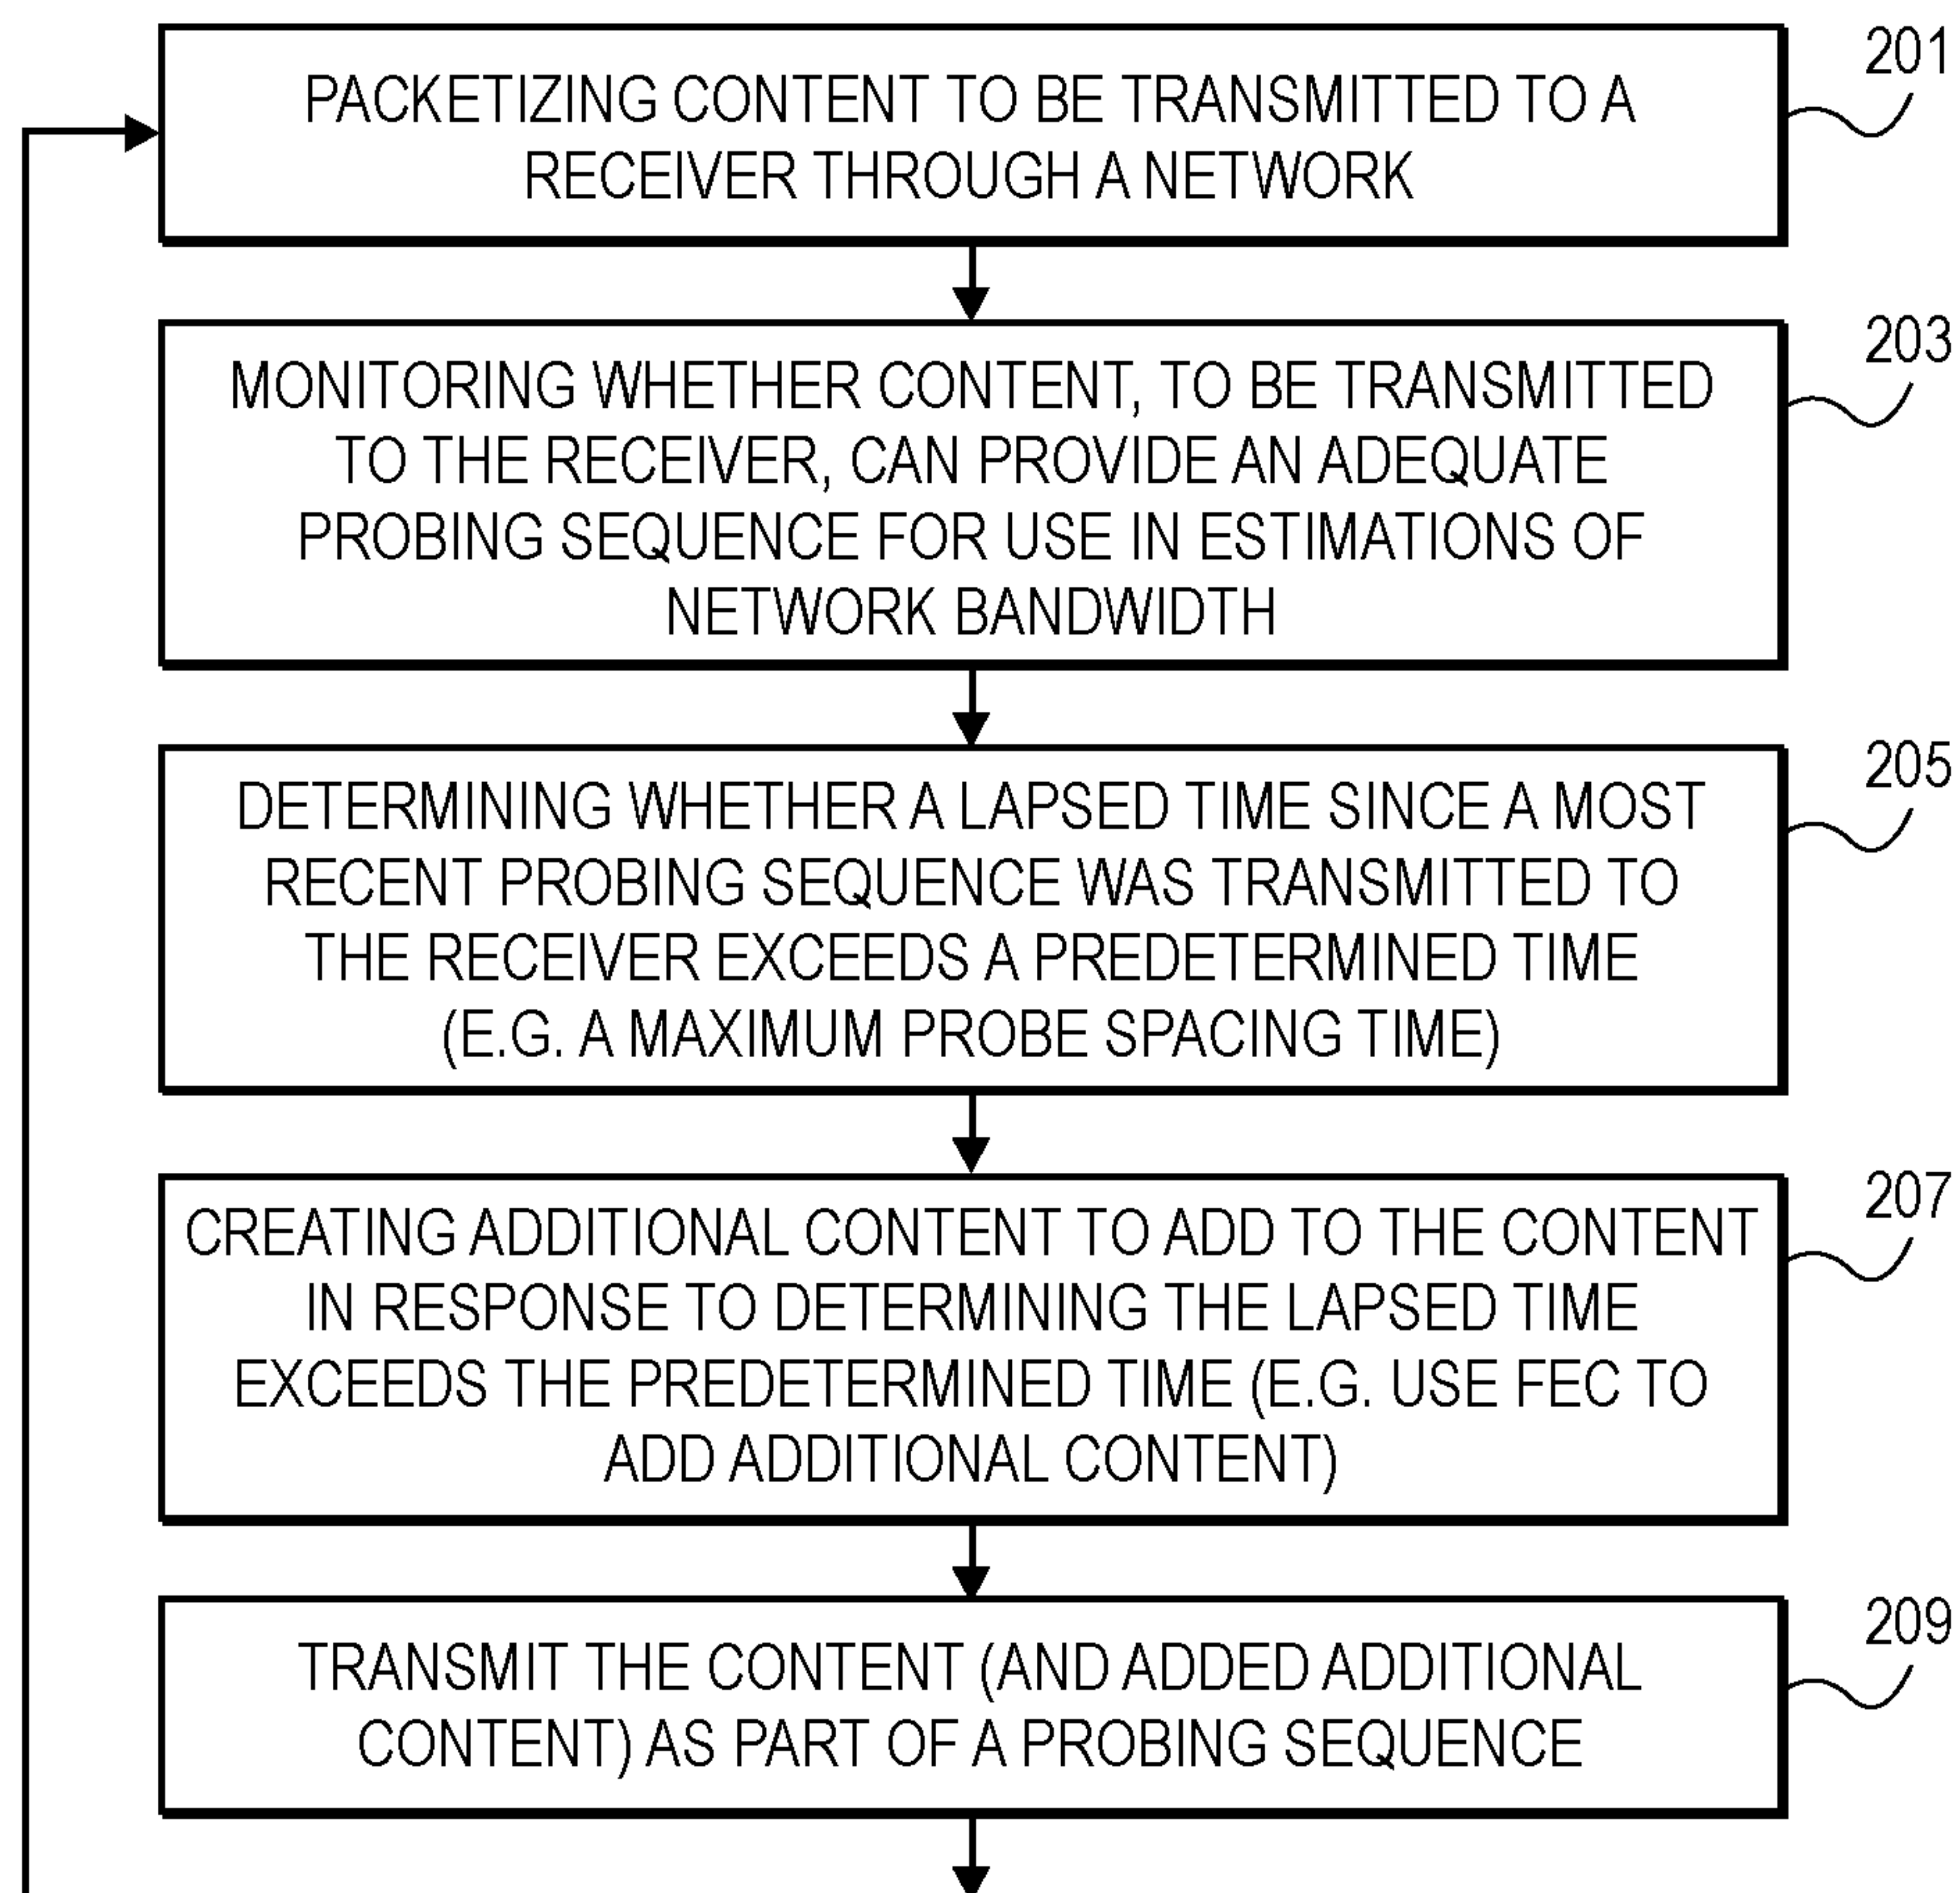 201
PACKETIZING CONTENT TO BE TRANSMITTED TO A
RECEIVER THROUGH A NETWORK
203
MONITORING WHETHER CONTENT, TO BE TRANSMITTED
TO THE RECEIVER, CAN PROVIDE AN ADEQUATE
PROBING SEQUENCE FOR USE IN ESTIMATIONS OF
NETWORK BANDWIDTH
205
DETERMINING WHETHER A LAPSED TIME SINCE A MOST
RECENT PROBING SEQUENCE WAS TRANSMITTED TO
THE RECEIVER EXCEEDS A PREDETERMINED TIME
(E.G. A MAXIMUM PROBE SPACING TIME)
207
CREATING ADDITIONAL CONTENT TO ADD TO THE CONTENT
IN RESPONSE TO DETERMINING THE LAPSED TIME
EXCEEDS THE PREDETERMINED TIME (E.G. USE FEC TO
ADD ADDITIONAL CONTENT)
209
TRANSMIT THE CONTENT (AND ADDED ADDITIONAL
CONTENT) AS PART OF A PROBING SEQUENCE